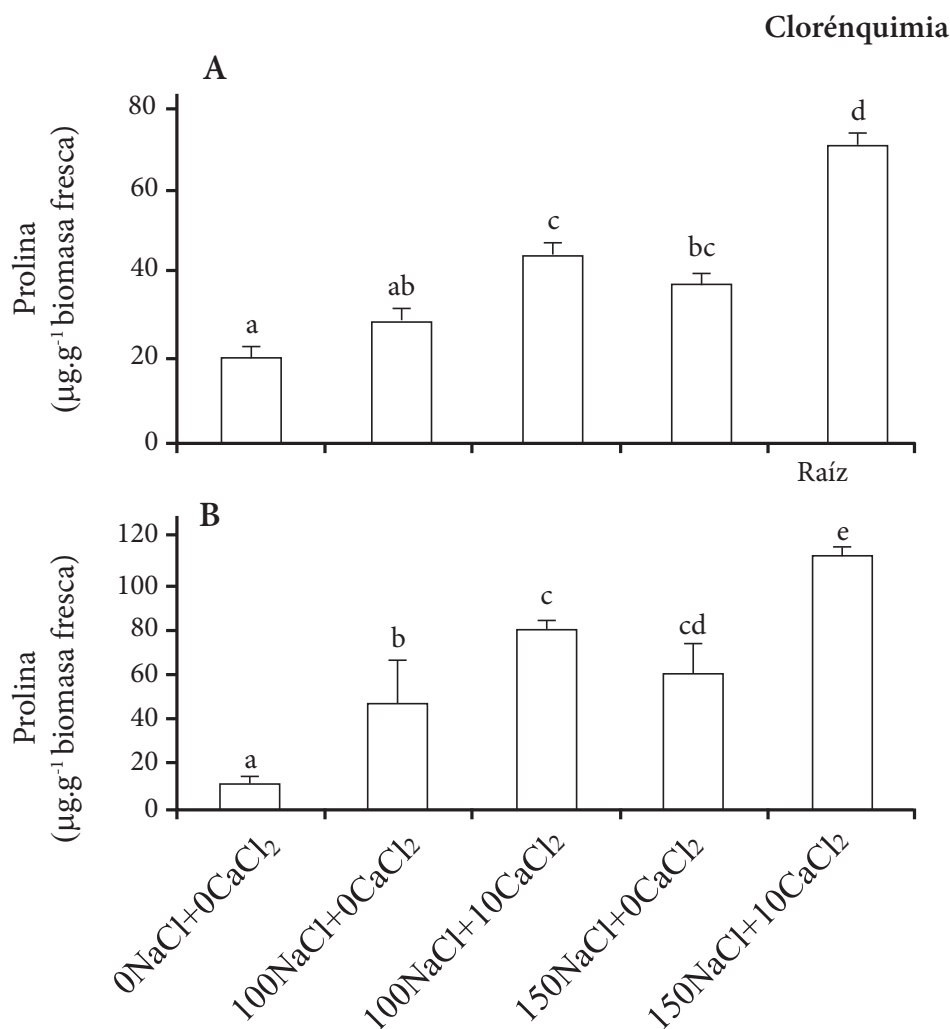 Clorénquimia
A
80
60
40
20
0
Prolina
(µg.g⁻¹ biomasa fresca)
a
ab
c
bc
d
Raíz
B
120
100
80
60
40
20
0
Prolina
(µg.g⁻¹ biomasa fresca)
a
b
c
cd
e
0NaCl+0CaCl₂
100NaCl+0CaCl₂
100NaCl+10CaCl₂
150NaCl+0CaCl₂
150NaCl+10CaCl₂